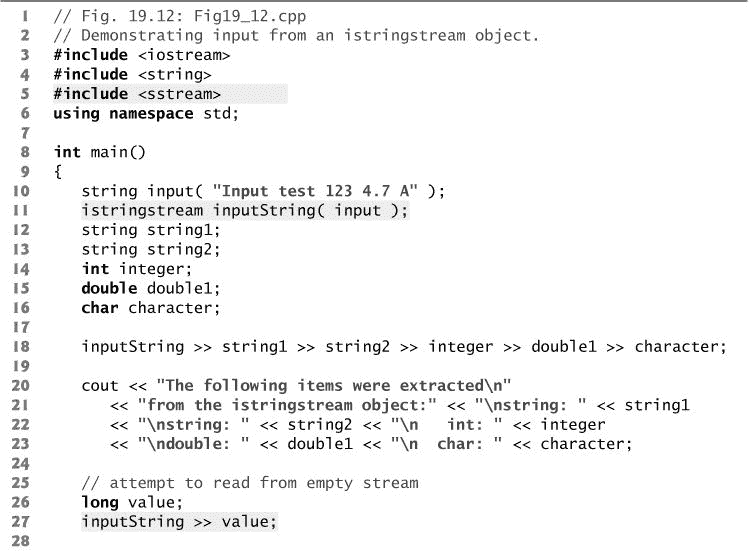 1 // Fig. 19.12: Fig19_12.cpp
2 // Demonstrating input from an istringstream object.
3 #include <iostream>
4 #include <string>
5 #include <sstream>
6 using namespace std;
7
8 int main()
9 {
10 string input( "Input test 123 4.7 A" );
11 istringstream inputString( input );
12 string string1;
13 string string2;
14 int integer;
15 double double1;
16 char character;
17
18 inputString >> string1 >> string2 >> integer >> double1 >> character;
19
20 cout << "The following items were extracted\n"
21 << "from the istringstream object:" << "\nstring: " << string1
22 << "\nstring: " << string2 << "\n   int: " << integer
23 << "\ndouble: " << double1 << "\n  char: " << character;
24
25 // attempt to read from empty stream
26 long value;
27 inputString >> value;
28